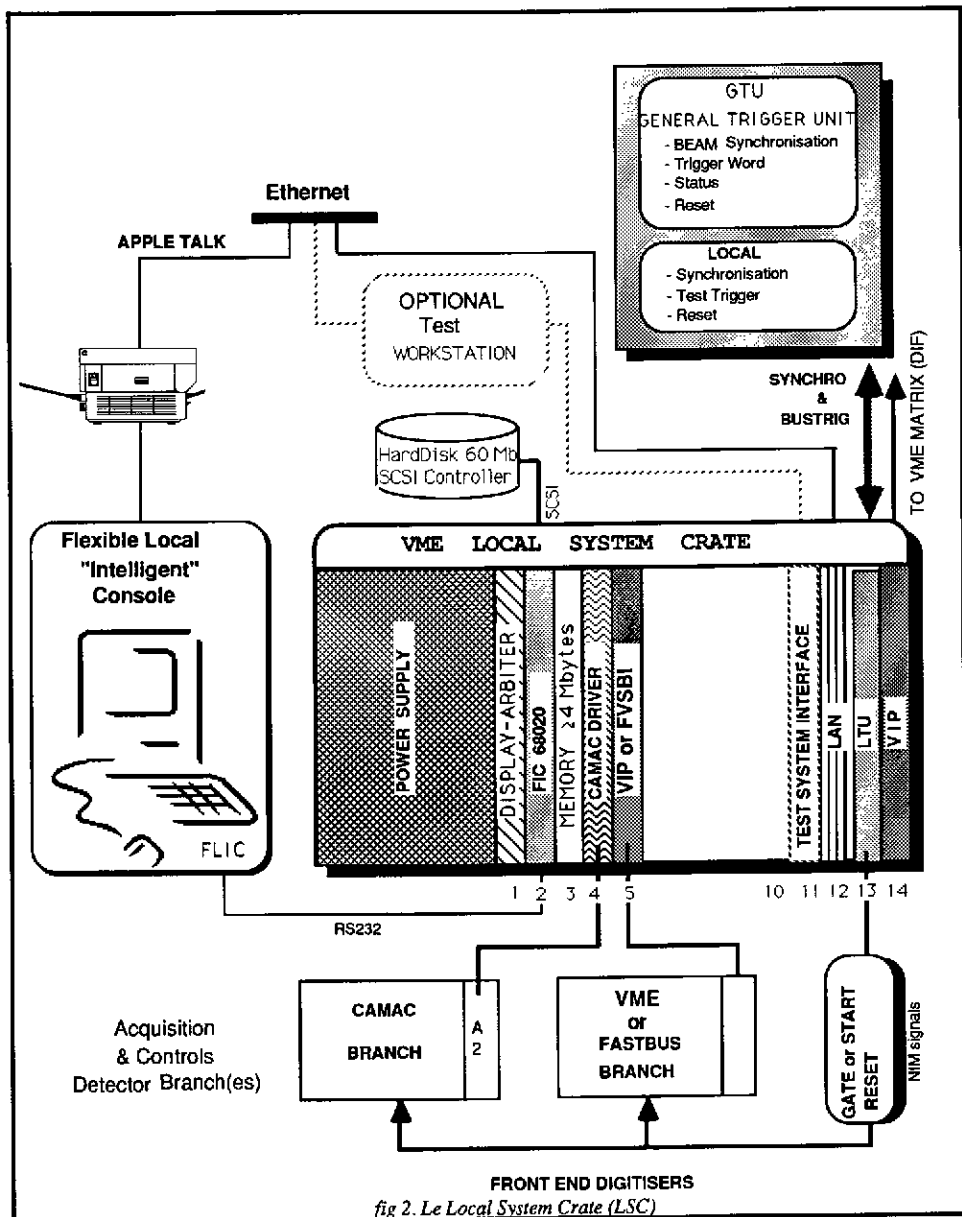 GTU
GENERAL TRIGGER UNIT
- BEAM Synchronisation
- Trigger Word
- Status
- Reset
LOCAL
- Synchronisation
- Test Trigger
- Reset
Ethernet
APPLE TALK
OPTIONAL
Test
WORKSTATION
SYNCHRO
&
BUSTRIG
TO VME MATRIX (DIF)
HardDisk 60 Mb
SCSI Controller
SCSI
Flexible Local
"Intelligent"
Console
FLIC
VME LOCAL SYSTEM CRATE
POWER SUPPLY
DISPLAY-ARBITER
FIC 68020
MEMORY ≥4 Mbytes
CAMAC DRIVER
VIP or FVSBI
TEST SYSTEM INTERFACE
LAN
LTU
VIP
1 2 3 4 5 10 11 12 13 14
RS232
Acquisition
& Controls
Detector Branch(es)
CAMAC
BRANCH
A
2
VME
or
FASTBUS
BRANCH
GATE or START
RESET
NIM signals
FRONT END DIGITISERS
fig 2. Le Local System Crate (LSC)